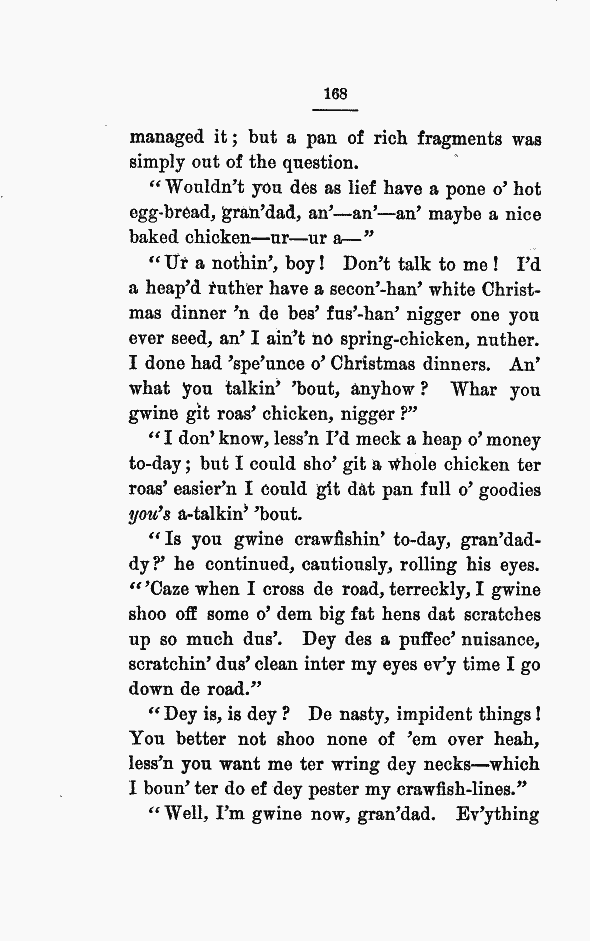 168
managed it; but a pan of rich fragments was
simply out of the question.
“Wouldn’t you des as lief have a pone o’ hot
egg-bread, gran’dad, an’—an’—an’ maybe a nice
baked chicken—ur—ur a—”
“Ur a nothin’, boy! Don’t talk to me! I’d
a heap’d ruther have a secon’-han’ white Christ-
mas dinner ’n de bes’ fus’-han’ nigger one you
ever seed, an’ I ain’t no spring-chicken, nuther.
I done had ’spe’unce o’ Christmas dinners. An’
what you talkin’ ’bout, anyhow? Whar you
gwine git roas’ chicken, nigger?”
“I don’ know, less’n I’d meck a heap o’ money
to-day; but I could sho’ git a whole chicken ter
roas’ easier’n I could git dat pan full o’ goodies
you’s a-talkin’ ’bout.
“Is you gwine crawfishin’ to-day, gran’dad-
dy?’ he continued, cautiously, rolling his eyes.
“’Caze when I cross de road, terreckly, I gwine
shoo off some o’ dem big fat hens dat scratches
up so much dus’. Dey des a puffec’ nuisance,
scratchin’ dus’ clean inter my eyes ev’y time I go
down de road.”
“Dey is, is dey? De nasty, impident things!
You better not shoo none of ’em over heah,
less’n you want me ter wring dey necks—which
I boun’ ter do ef dey pester my crawfish-lines.”
“Well, I’m gwine now, gran’dad. Ev’ything